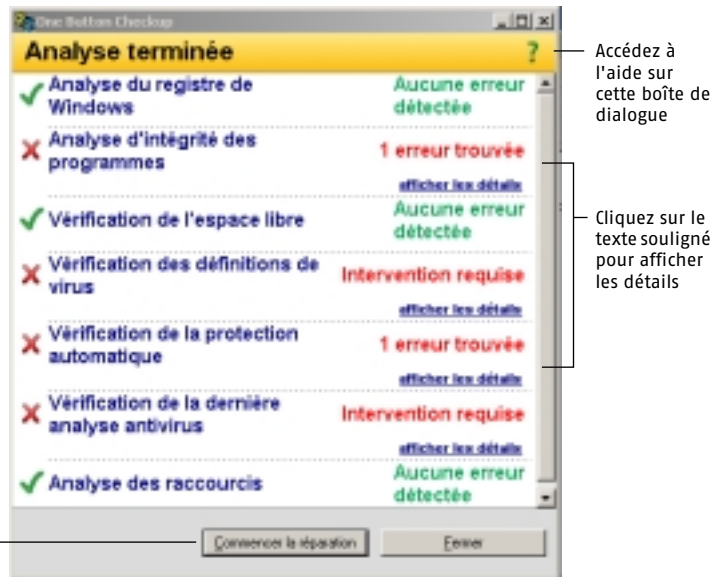 One Button Checkup
Analyse terminée
?
Analyse du registre de
Windows
Aucune erreur
détectée
Analyse d'intégrité des
programmes
1 erreur trouvée
afficher les détails
Vérification de l'espace libre
Aucune erreur
détectée
Vérification des définitions de
virus
Intervention requise
afficher les détails
Vérification de la protection
automatique
1 erreur trouvée
afficher les détails
Vérification de la dernière
analyse antivirus
Intervention requise
afficher les détails
Analyse des raccourcis
Aucune erreur
détectée
Commencer la réparation
Fermer
Accédez à
l'aide sur
cette boîte de
dialogue
Cliquez sur le
texte souligné
pour afficher
les détails